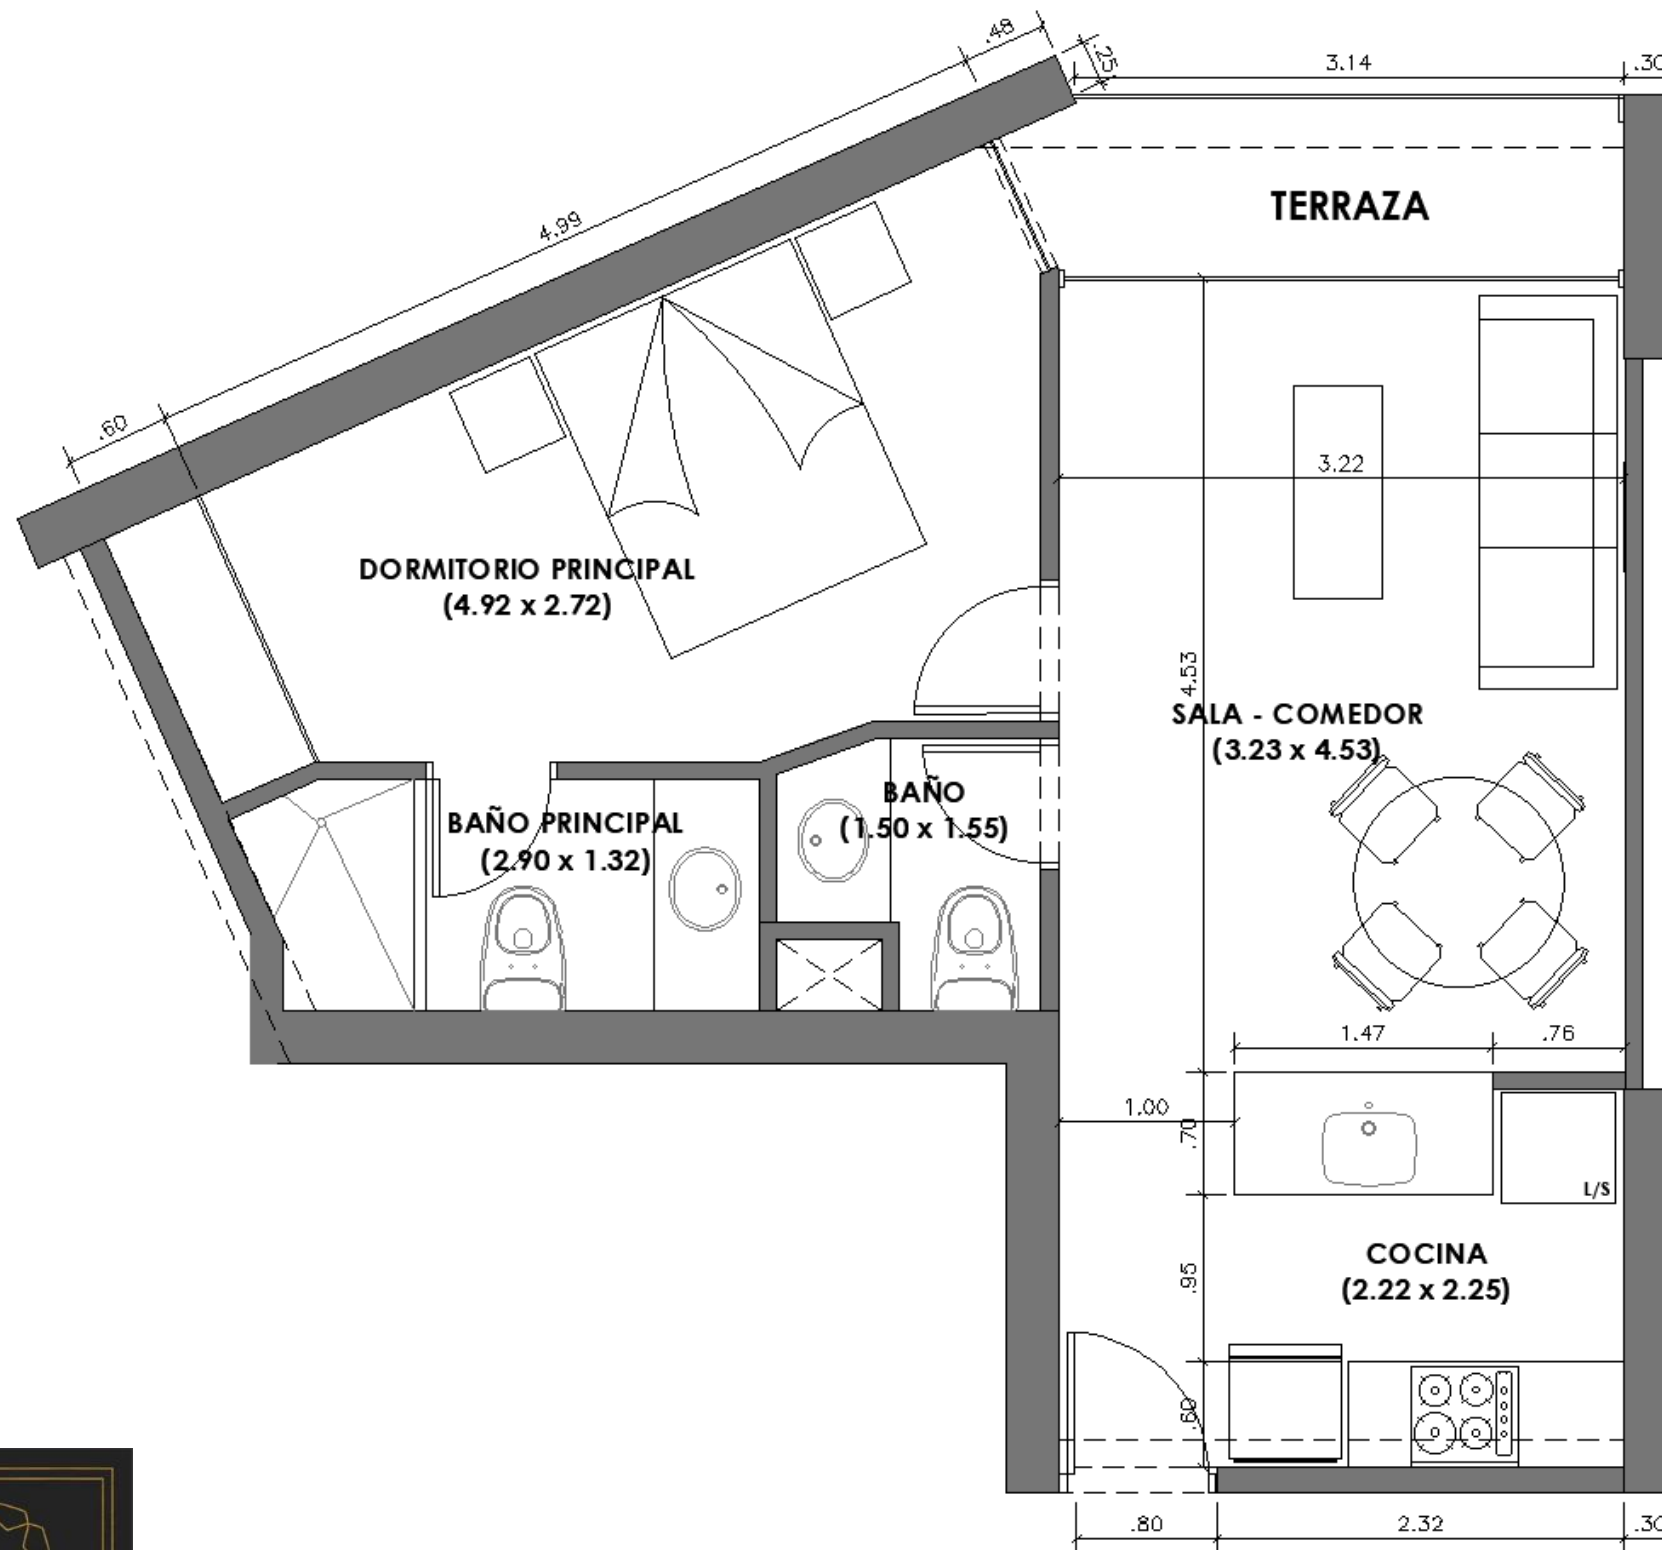 .48
.25
3.14
.30
TERRAZA
4.99
.60
3.22
DORMITORIO PRINCIPAL
(4.92 x 2.72)
4.53
SALA - COMEDOR
(3.23 x 4.53)
BAÑO
(1.50 x 1.55)
BAÑO PRINCIPAL
(2.90 x 1.32)
1.47
.76
1.00
.70
L/S
COCINA
(2.22 x 2.25)
.95
.60
.80
2.32
.30